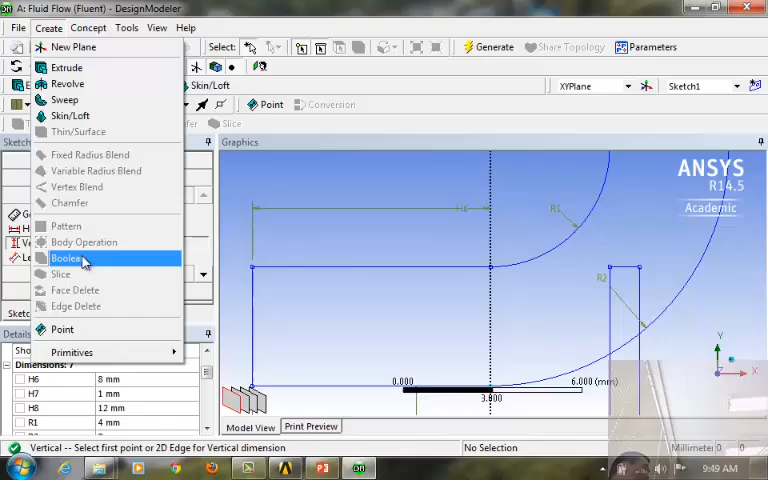 A: Fluid Flow (Fluent) - DesignModeler
File Create Concept Tools View Help
Select: Generate Share Topology Parameters
XYPlane Sketch1
Skin/Loft
Point Conversion
Slice
New Plane
Extrude
Revolve
Sweep
Skin/Loft
Thin/Surface
Fixed Radius Blend
Variable Radius Blend
Vertex Blend
Chamfer
Pattern
Body Operation
Boolean
Slice
Face Delete
Edge Delete
Point
Primitives
Details
Dimensions: 7
H6 8 mm
H7 1 mm
H8 12 mm
R1 4 mm
Graphics
ANSYS
R14.5
Academic
H6
R1
R2
0.000 6.000 (mm)
3.000
Y
X
Model View Print Preview
Vertical -- Select first point or 2D Edge for Vertical dimension No Selection Millimeter 0 0
9:49 AM